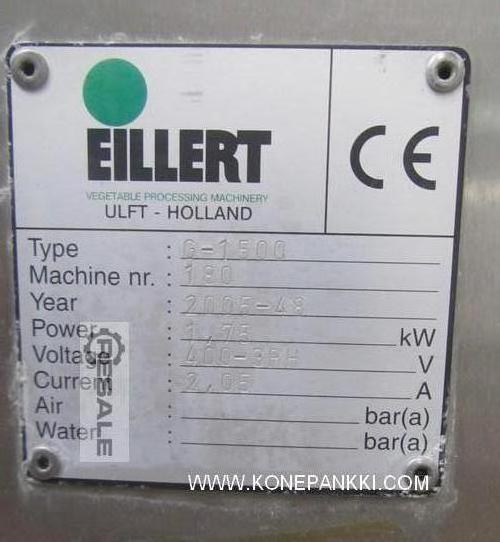 EILLERT
VEGETABLE PROCESSING MACHINERY
ULFT - HOLLAND
CE
Type : G-1500
Machine nr. : 180
Year : 2005-48
Power : 1,75 kW
Voltage : 400-3PH V
Current : 2,05 A
Air : bar(a)
Water : bar(a)
RESALE
WWW.KONEPANKKI.COM